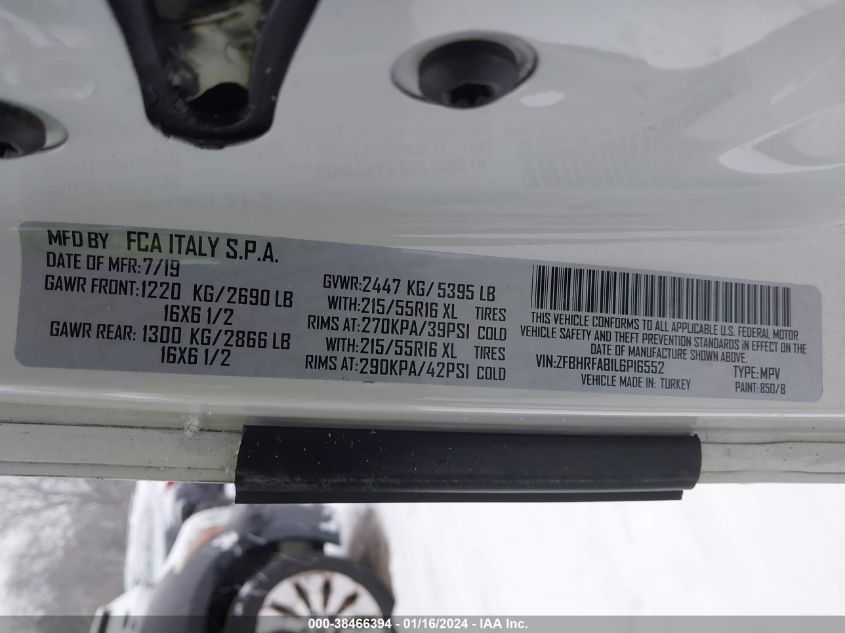 MFD BY FCA ITALY S.P.A.
DATE OF MFR:7/19
GAWR FRONT:1220 KG/2690 LB
16X6 1/2
GAWR REAR: 1300 KG/2866 LB
16X6 1/2
GVWR:2447 KG/5395 LB
WITH:215/55R16 XL TIRES
RIMS AT:270KPA/39PSI COLD
WITH:215/55R16 XL TIRES
RIMS AT:290KPA/42PSI COLD
THIS VEHICLE CONFORMS TO ALL APPLICABLE U.S. FEDERAL MOTOR
VEHICLE SAFETY AND THEFT PREVENTION STANDARDS IN EFFECT ON THE
DATE OF MANUFACTURE SHOWN ABOVE.
VIN:ZFBHRFAB1L6P16552 TYPE:MPV
VEHICLE MADE IN: TURKEY PAINT:850/B
000-38466394 - 01/16/2024 - IAA Inc.